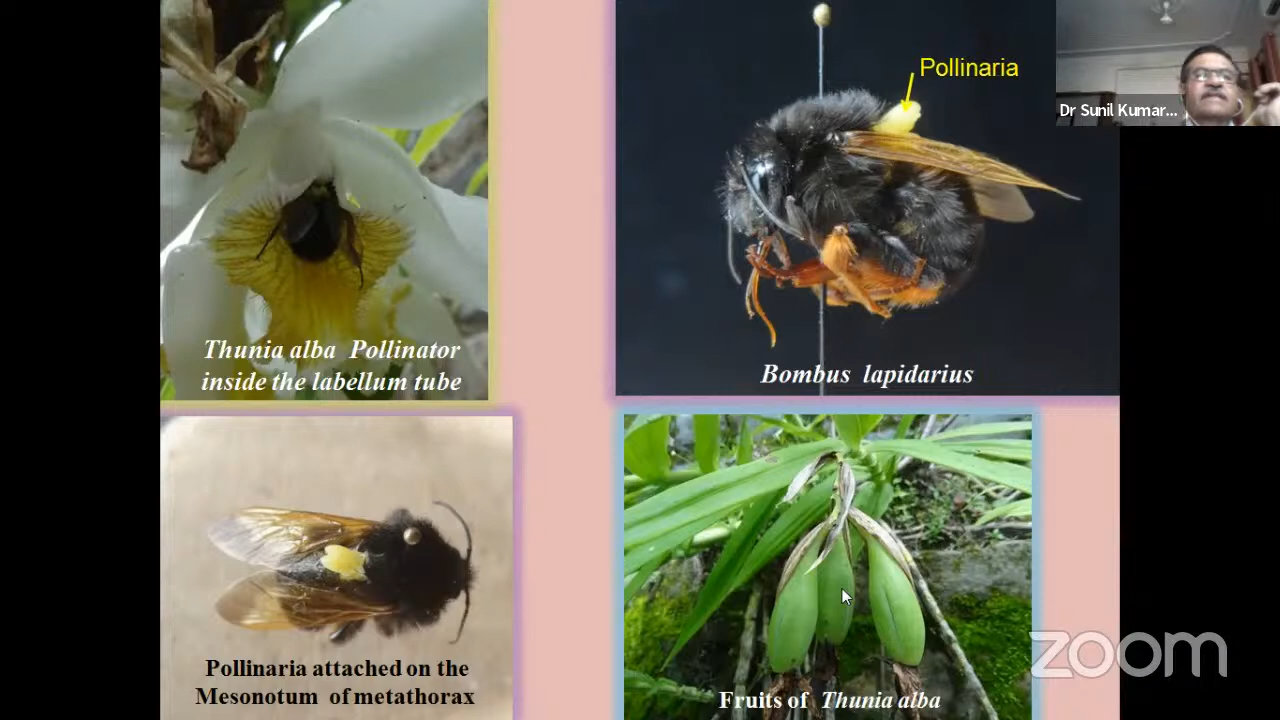 Pollinaria
Dr Sunil Kumar...
Thunia alba Pollinator
inside the labellum tube
Bombus lapidarius
Pollinaria attached on the
Mesonotum of metathorax
Fruits of Thunia alba
zoom